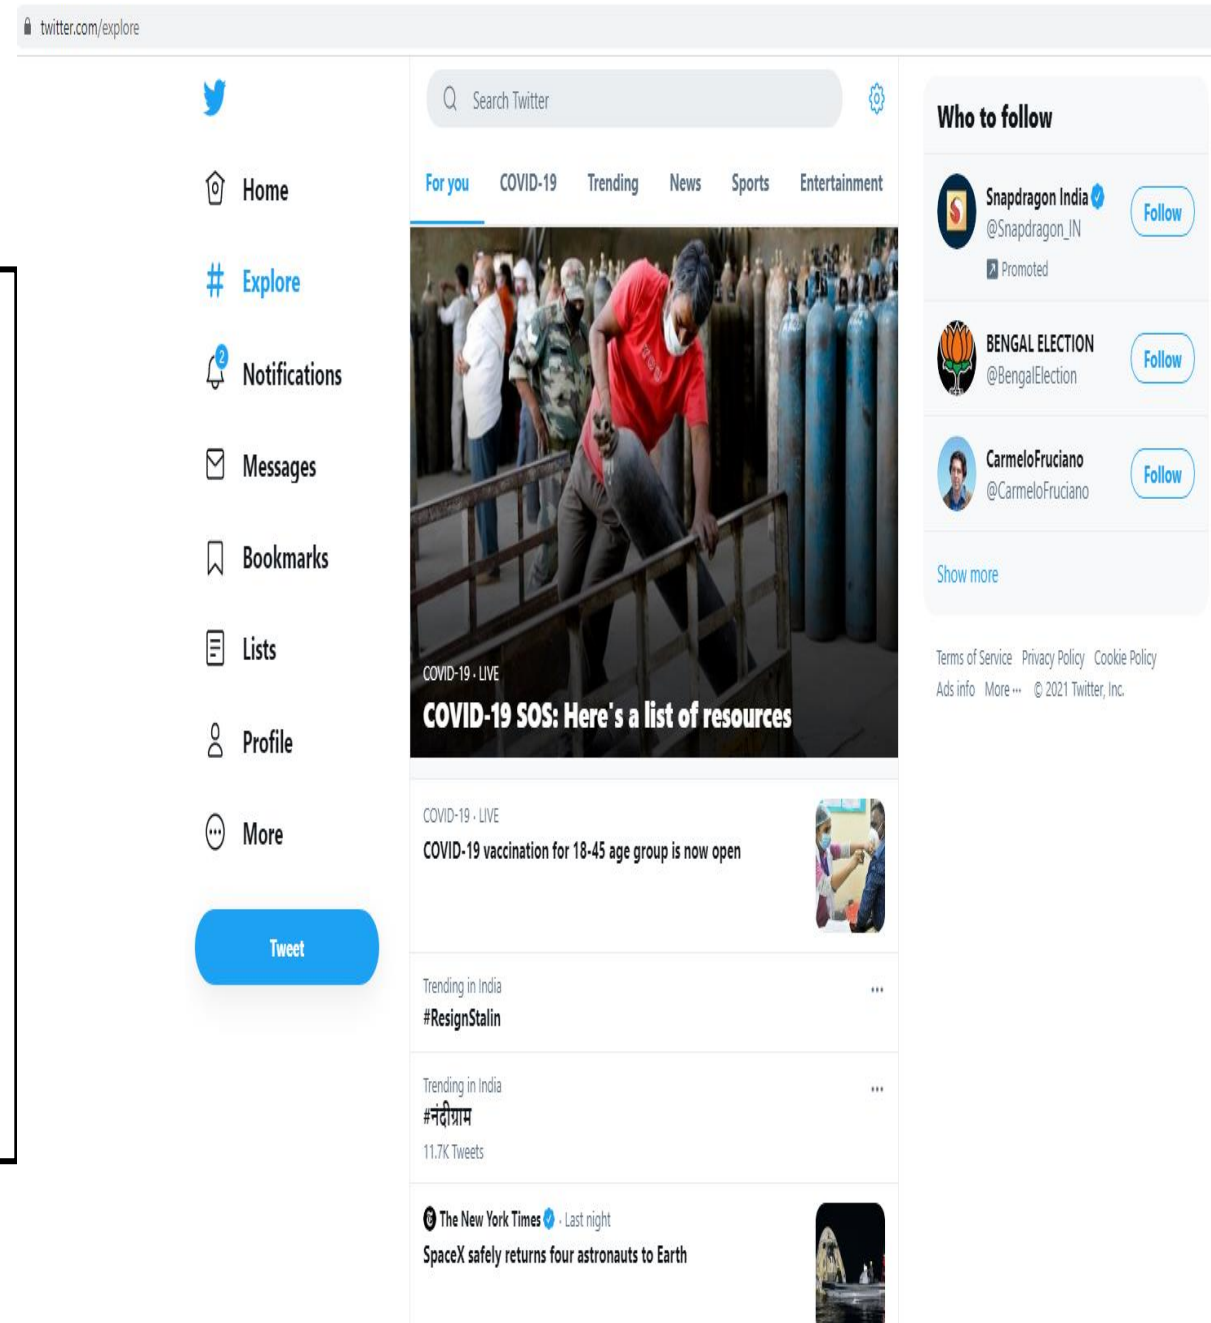 twitter.com/explore
Search Twitter
Home
Explore
2
Notifications
Messages
Bookmarks
Lists
Profile
More
Tweet
For you COVID-19 Trending News Sports Entertainment
COVID-19 · LIVE
COVID-19 SOS: Here's a list of resources
COVID-19 · LIVE
COVID-19 vaccination for 18-45 age group is now open
Trending in India
#ResignStalin
Trending in India
#नंदीग्राम
11.7K Tweets
The New York Times · Last night
SpaceX safely returns four astronauts to Earth
Who to follow
Snapdragon India
@Snapdragon_IN
Follow
Promoted
BENGAL ELECTION
@BengalElection
Follow
CarmeloFruciano
@CarmeloFruciano
Follow
Show more
Terms of Service Privacy Policy Cookie Policy
Ads info More ··· © 2021 Twitter, Inc.